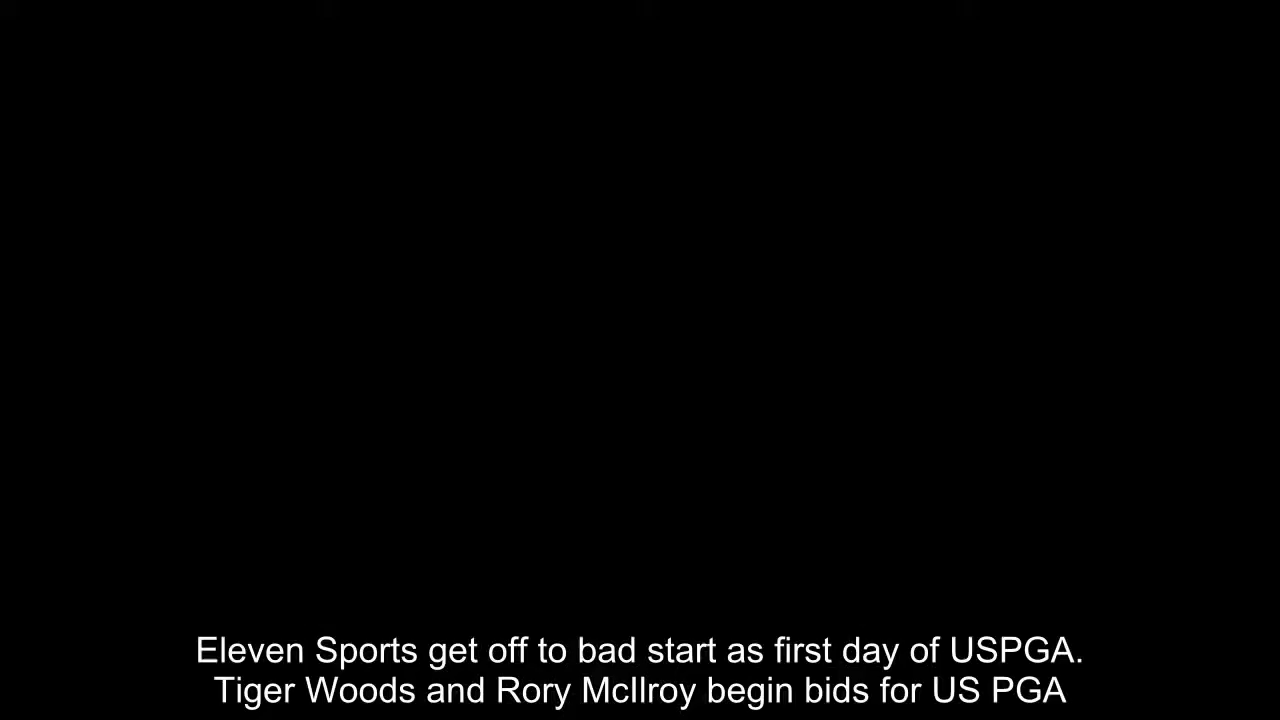 Eleven Sports get off to bad start as first day of USPGA.
Tiger Woods and Rory McIlroy begin bids for US PGA